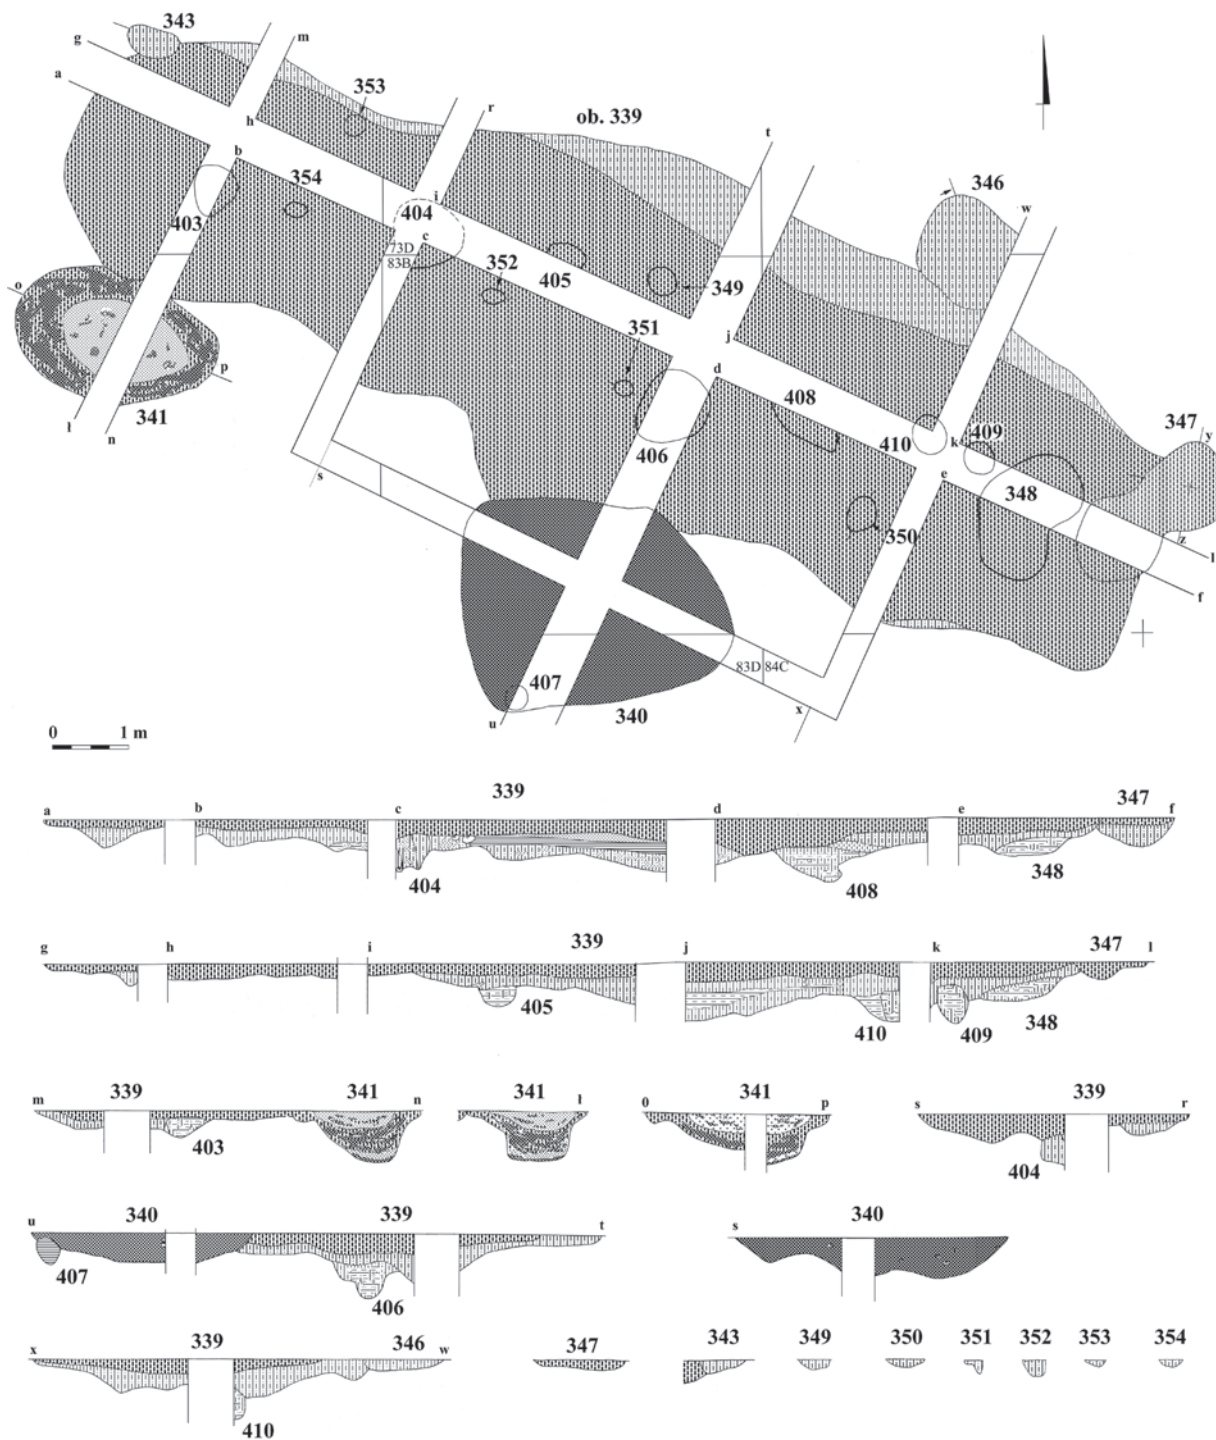 343
g
m
a
353
r
ob. 339
t
h
b
346
354
i
w
404
403
c
73D
352
83B
405
349
o
351
j
p
d
347
408
y
341
410
k
409
ł
n
406
e
348
s
350
z
l
f
83D 84C
407
0 1 m
u
340
x
339
a b c d e 347 f
404
408
348
g h i 339 j k 347 l
405
410
409
348
m 339 341 n 341 ł 0 341 p s 339 r
403
404
u 340 339 t s 340
407
406
x 339 346 w 347 343 349 350 351 352 353 354
410